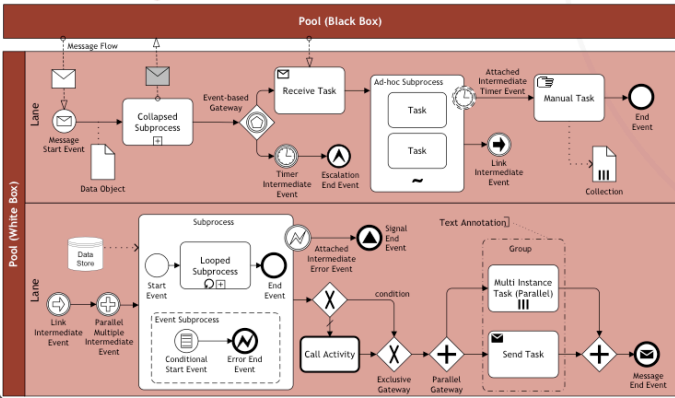 Pool (Black Box)
Message Flow
Pool (White Box)
Lane
Message
Start Event
Collapsed
Subprocess
Data Object
Event-based
Gateway
Receive Task
Timer
Intermediate
Event
Escalation
End Event
Ad-hoc Subprocess
Task
Task
Attached
Intermediate
Timer Event
Link
Intermediate
Event
Manual Task
End
Event
Collection
Lane
Data
Store
Link
Intermediate
Event
Parallel
Multiple
Intermediate
Event
Subprocess
Start
Event
Looped
Subprocess
End
Event
Event Subprocess
Conditional
Start Event
Error End
Event
Attached
Intermediate
Error Event
Signal
End
Event
condition
Call Activity
Exclusive
Gateway
Parallel
Gateway
Text Annotation
Group
Multi Instance
Task (Parallel)
Send Task
Message
End Event